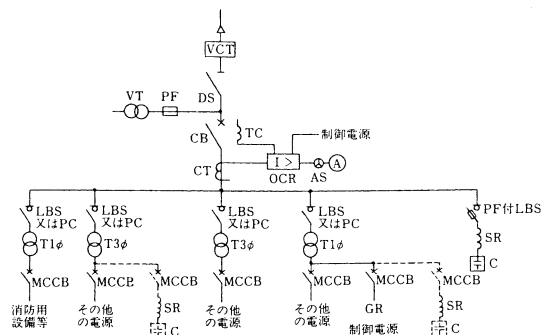 VCT
DS
VT PF
CB
TC
制御電源
I>
OCR
AS
A
CT
LBS
又はPC
T1φ
MCCB
消防用
設備等
LBS
又はPC
T3φ
MCCB
その他
の電源
MCCB
SR
C
LBS
又はPC
T3φ
MCCB
その他
の電源
LBS
又はPC
T1φ
MCCB
その他
の電源
MCCB
GR
制御電源
MCCB
SR
C
PF付LBS
SR
C